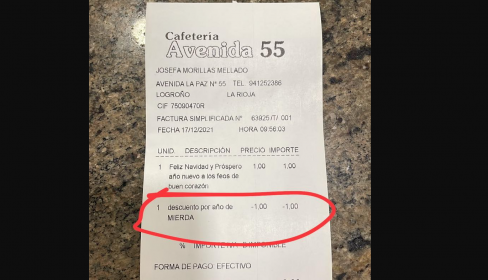 Cafetería
Avenida 55
JOSEFA MORILLAS MELLADO
AVENIDA LA PAZ Nº 55 TEL. 941252386
LOGROÑO LA RIOJA
CIF 75090470R
FACTURA SIMPLIFICADA Nº 63925 /T/ 001
FECHA 17/12/2021 HORA 09:56:03
UNID. DESCRIPCIÓN PRECIO IMPORTE
1 Feliz Navidad y Próspero 1,00 1,00
año nuevo a los feos de
buen corazón
1 descuento por año de -1,00 -1,00
MIERDA
% IMPORTE IVA IMPONIBLE
FORMA DE PAGO: EFECTIVO